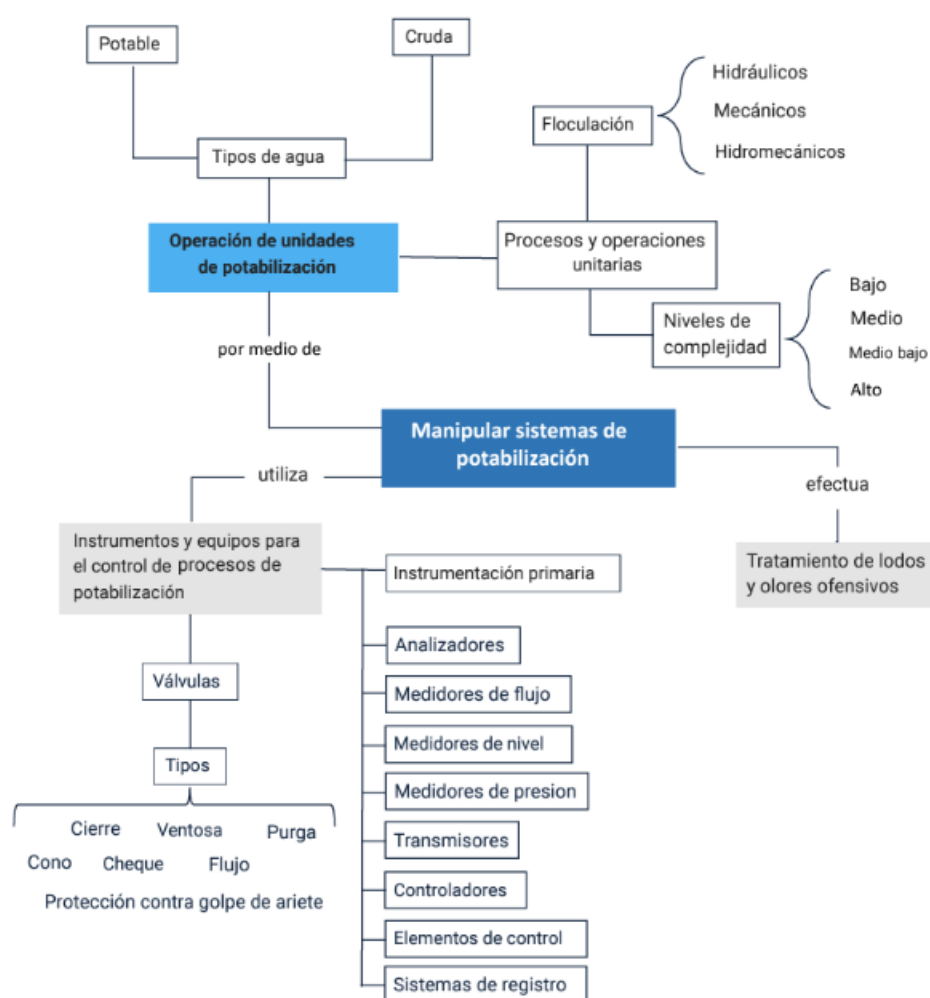 Potable
Cruda
Tipos de agua
Hidráulicos
Mecánicos
Hidromecánicos
Floculación
Operación de unidades
de potabilización
Procesos y operaciones
unitarias
Niveles de
complejidad
Bajo
Medio
Medio bajo
Alto
por medio de
Manipular sistemas de
potabilización
utiliza
efectua
Instrumentos y equipos para
el control de procesos de
potabilización
Tratamiento de lodos
y olores ofensivos
Instrumentación primaria
Analizadores
Medidores de flujo
Medidores de nivel
Medidores de presion
Transmisores
Controladores
Elementos de control
Sistemas de registro
Válvulas
Tipos
Cierre Ventosa Purga
Cono Cheque Flujo
Protección contra golpe de ariete